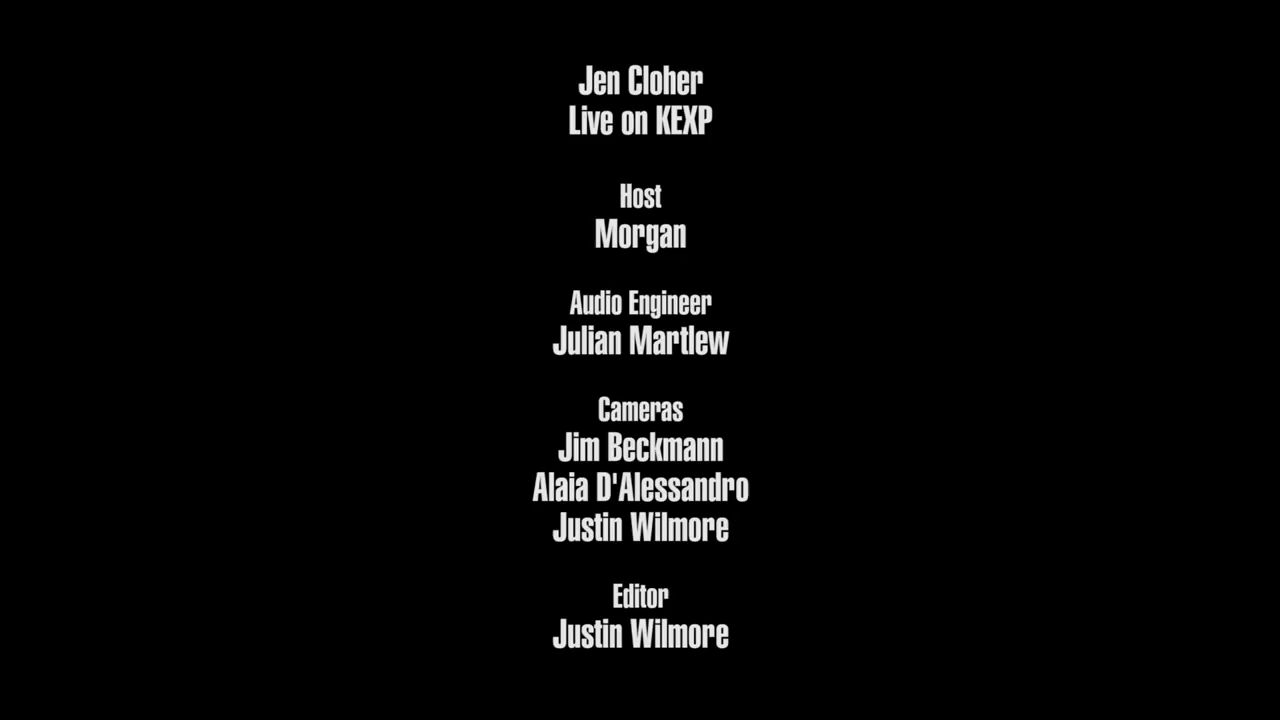 Jen Cloher
Live on KEXP
Host
Morgan
Audio Engineer
Julian Martlew
Cameras
Jim Beckmann
Alaia D'Alessandro
Justin Wilmore
Editor
Justin Wilmore